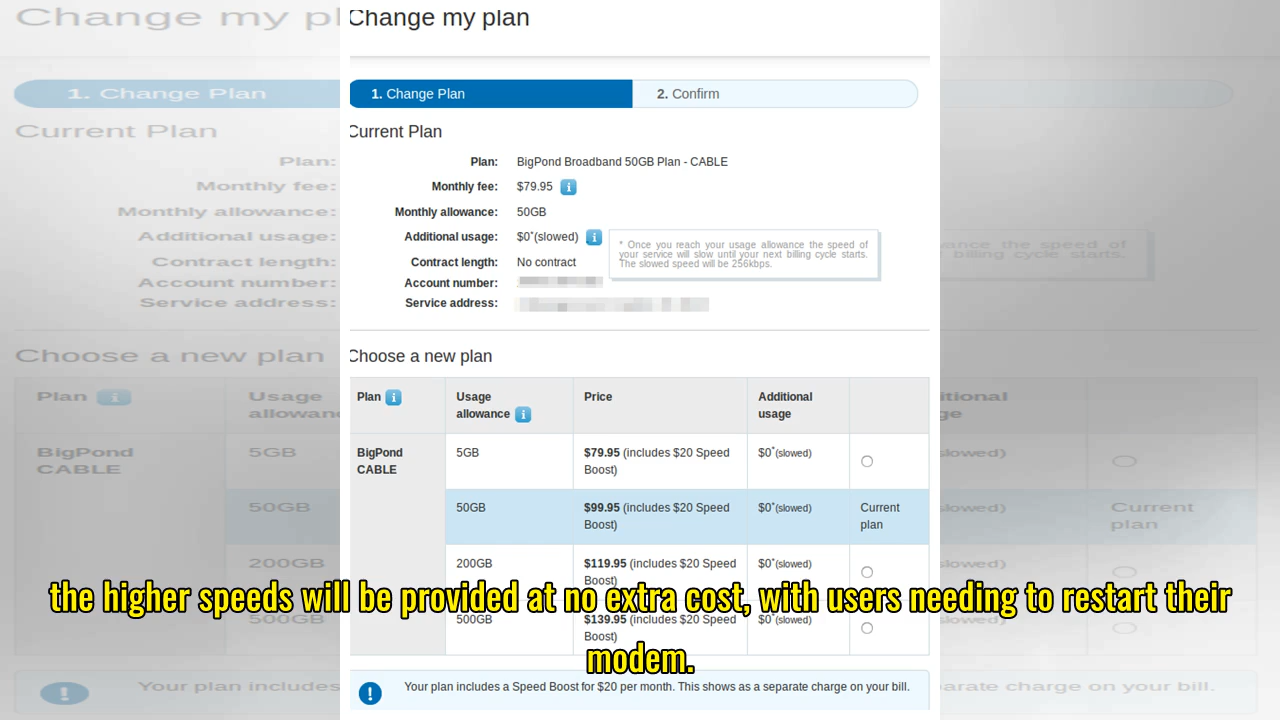 Change my plan
1. Change Plan
2. Confirm
Current Plan
Plan: BigPond Broadband 50GB Plan - CABLE
Monthly fee: $79.95 i
Monthly allowance: 50GB
Additional usage: $0*(slowed) i
* Once you reach your usage allowance the speed of
your service will slow until your next billing cycle starts.
The slowed speed will be 256kbps.
Contract length: No contract
Account number:
Service address:
Choose a new plan
Plan i
Usage
allowance i
Price
Additional
usage
BigPond
CABLE
5GB
$79.95 (includes $20 Speed
Boost)
$0*(slowed)
50GB
$99.95 (includes $20 Speed
Boost)
$0*(slowed)
Current
plan
200GB
$119.95 (includes $20 Speed
Boost)
$0*(slowed)
500GB
$139.95 (includes $20 Speed
Boost)
$0*(slowed)
the higher speeds will be provided at no extra cost, with users needing to restart their
modem.
! Your plan includes a Speed Boost for $20 per month. This shows as a separate charge on your bill.